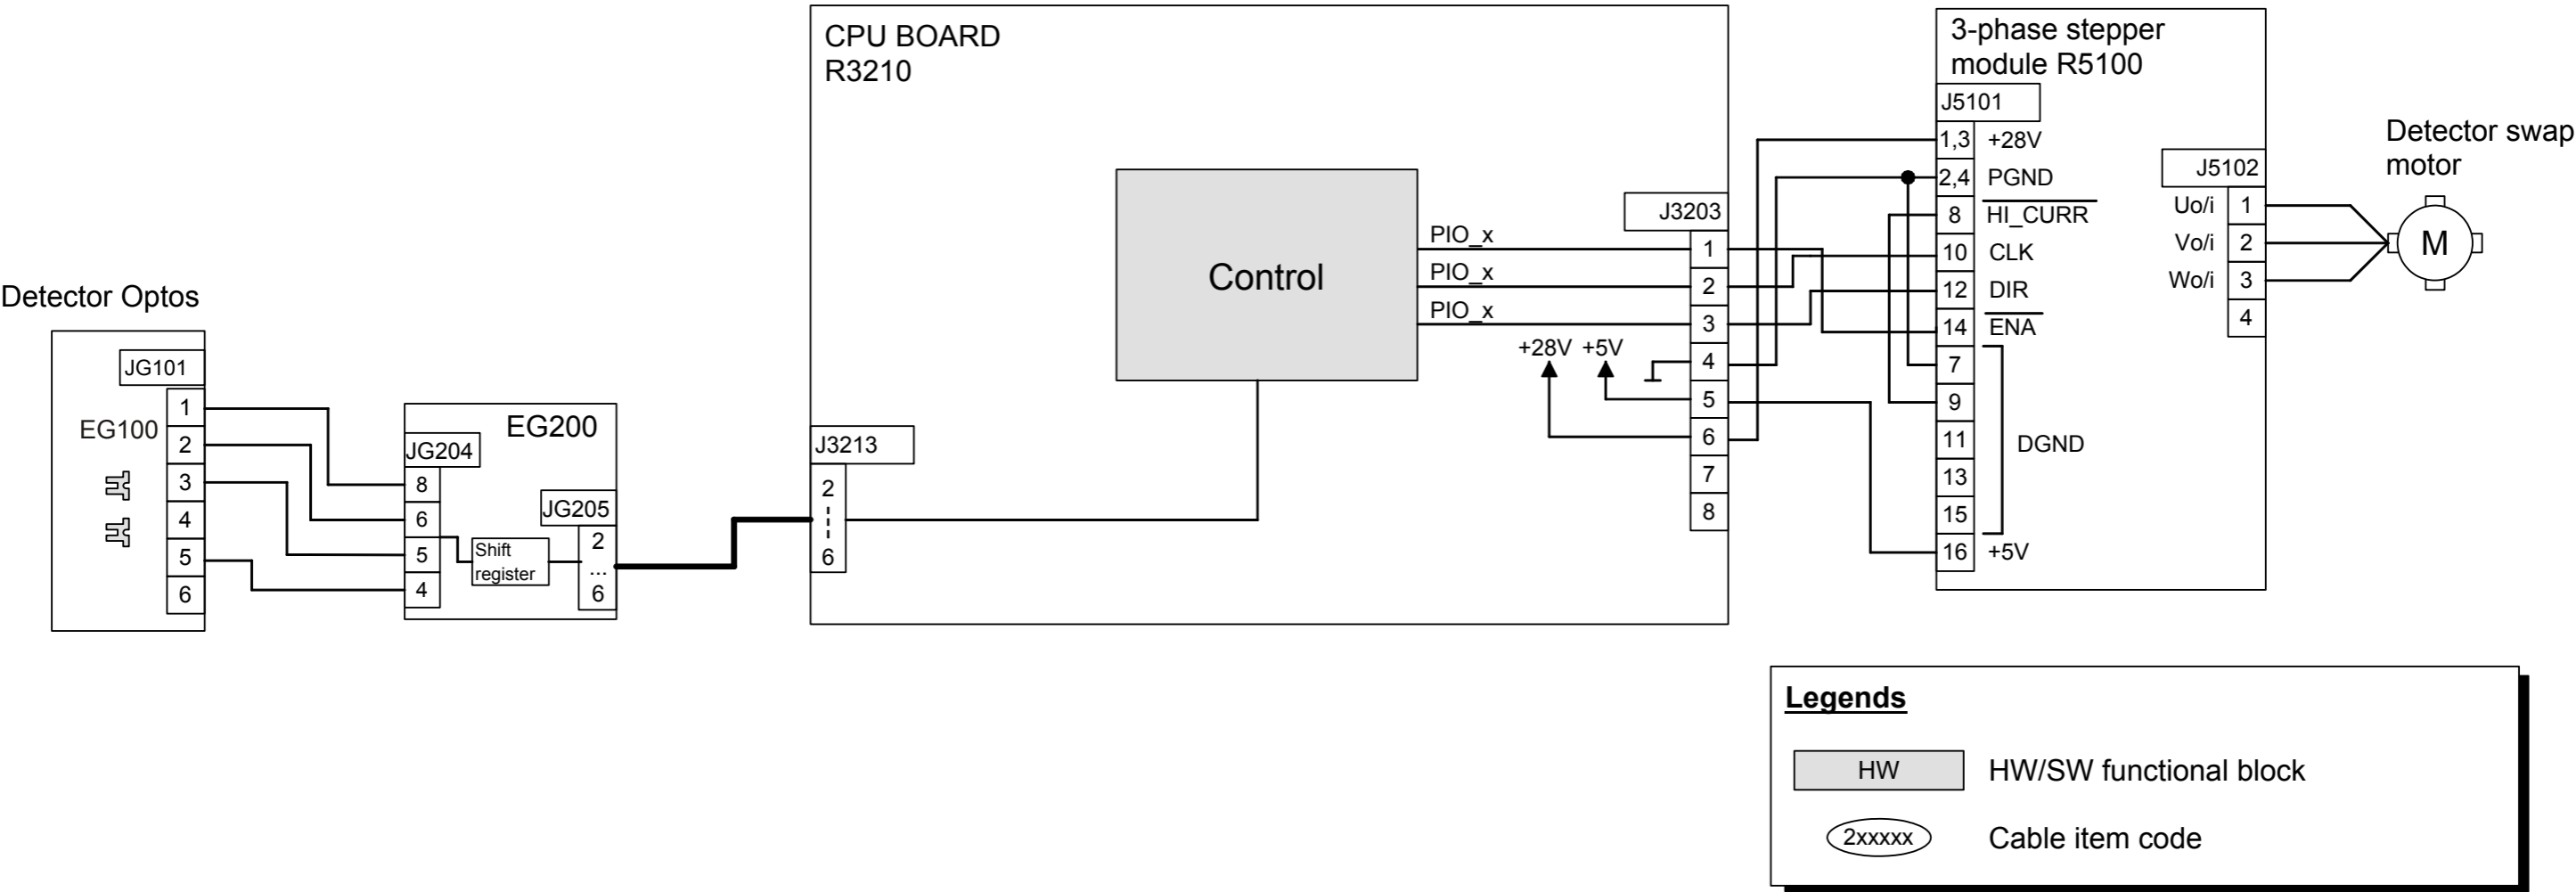 CPU BOARD
R3210
3-phase stepper
module R5100
J5101
1,3 +28V
2,4 PGND
8 HI_CURR
10 CLK
12 DIR
14 ENA
7
9
11
13
15
DGND
16 +5V
J5102
Uo/i 1
Vo/i 2
Wo/i 3
4
Detector swap
motor
M
Control
PIO_x
PIO_x
PIO_x
+28V +5V
J3203
1
2
3
4
5
6
7
8
J3213
2
6
Detector Optos
JG101
EG100
1
2
3
4
5
6
EG200
JG204
8
6
5
4
Shift
register
JG205
2
...
6
Legends
HW HW/SW functional block
2xxxxx Cable item code